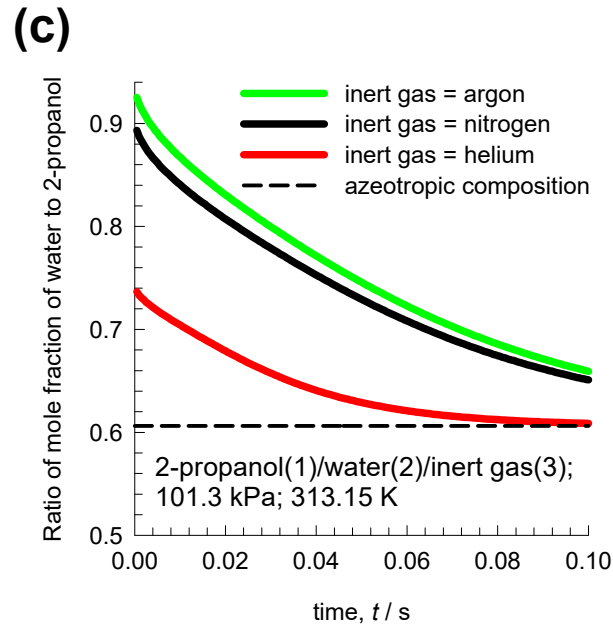 (c)
inert gas = argon
inert gas = nitrogen
inert gas = helium
azeotropic composition
Ratio of mole fraction of water to 2-propanol
0.9
0.8
0.7
0.6
0.5
2-propanol(1)/water(2)/inert gas(3);
101.3 kPa; 313.15 K
0.00 0.02 0.04 0.06 0.08 0.10
time, t / s